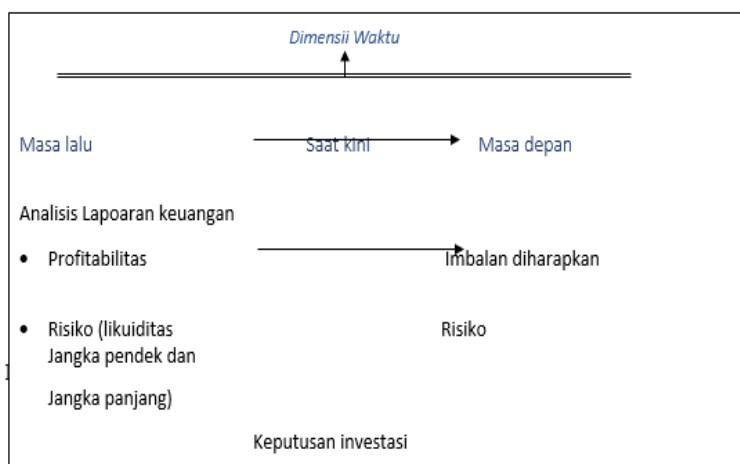 Dimensii Waktu
Masa lalu Saat kini Masa depan
Analisis Lapoaran keuangan
• Profitabilitas Imbalan diharapkan
• Risiko (likuiditas Risiko
Jangka pendek dan
Jangka panjang)
Keputusan investasi